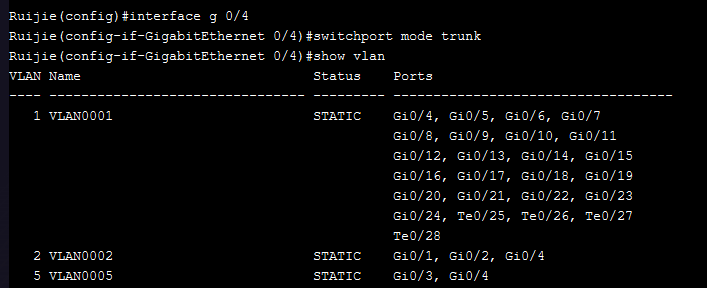 Ruijie(config)#interface g 0/4
Ruijie(config-if-GigabitEthernet 0/4)#switchport mode trunk
Ruijie(config-if-GigabitEthernet 0/4)#show vlan
VLAN Name                             Status    Ports
---- -------------------------------- --------- -----------------------------------
   1 VLAN0001                         STATIC    Gi0/4, Gi0/5, Gi0/6, Gi0/7
                                                Gi0/8, Gi0/9, Gi0/10, Gi0/11
                                                Gi0/12, Gi0/13, Gi0/14, Gi0/15
                                                Gi0/16, Gi0/17, Gi0/18, Gi0/19
                                                Gi0/20, Gi0/21, Gi0/22, Gi0/23
                                                Gi0/24, Te0/25, Te0/26, Te0/27
                                                Te0/28
   2 VLAN0002                         STATIC    Gi0/1, Gi0/2, Gi0/4
   5 VLAN0005                         STATIC    Gi0/3, Gi0/4